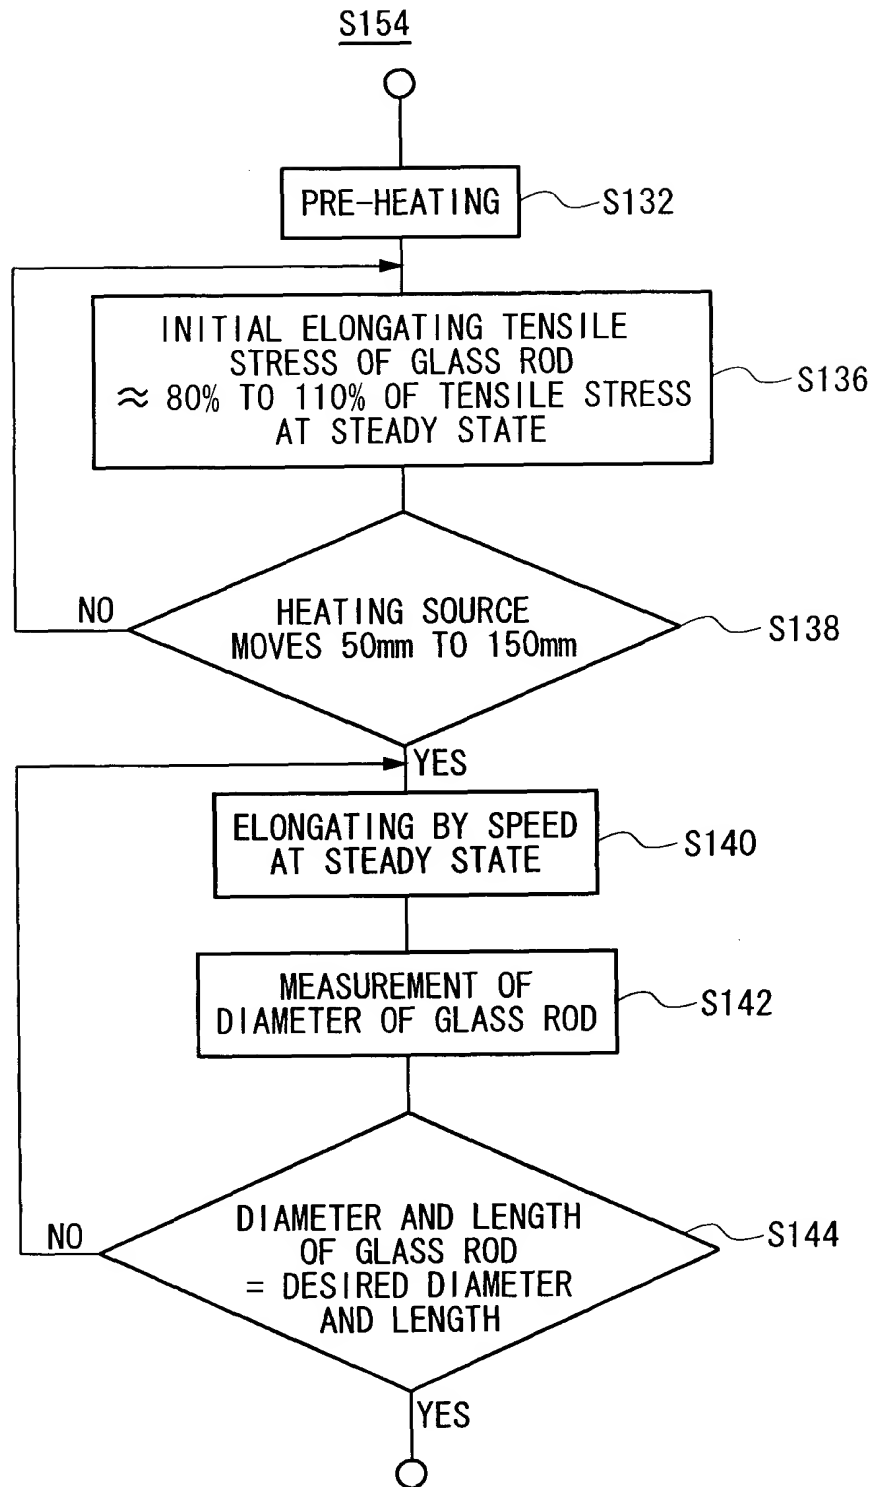 S154
PRE-HEATING
S132
INITIAL ELONGATING TENSILE
STRESS OF GLASS ROD
≈ 80% TO 110% OF TENSILE STRESS
AT STEADY STATE
S136
HEATING SOURCE
MOVES 50mm TO 150mm
S138
NO
YES
ELONGATING BY SPEED
AT STEADY STATE
S140
MEASUREMENT OF
DIAMETER OF GLASS ROD
S142
DIAMETER AND LENGTH
OF GLASS ROD
= DESIRED DIAMETER
AND LENGTH
S144
NO
YES